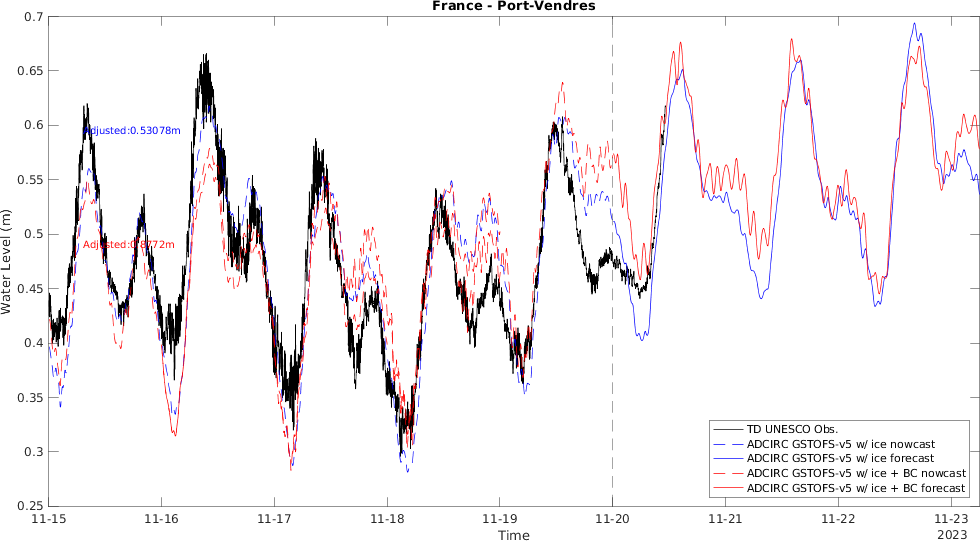 France - Port-Vendres
Water Level (m)
0.7
0.65
0.6
0.55
0.5
0.45
0.4
0.35
0.3
0.25
Adjusted:0.53078m
TD UNESCO Obs.
ADCIRC GSTOFS-v5 w/ ice nowcast
ADCIRC GSTOFS-v5 w/ ice forecast
ADCIRC GSTOFS-v5 w/ ice + BC nowcast
ADCIRC GSTOFS-v5 w/ ice + BC forecast
11-15 11-16 11-17 11-18 11-19 11-20 11-21 11-22 11-23
Time
2023